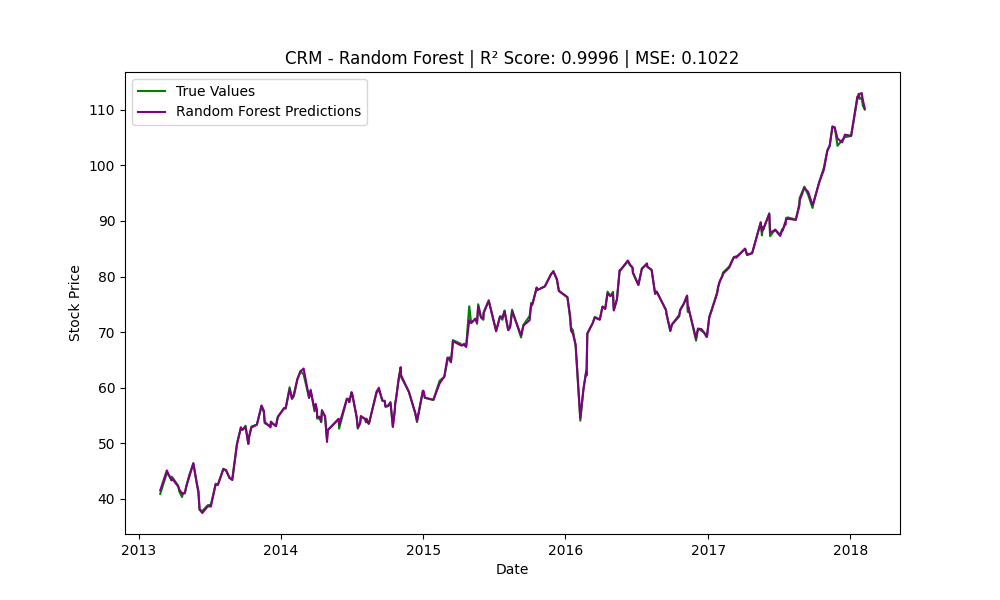 CRM - Random Forest | R² Score: 0.9996 | MSE: 0.1022
True Values
Random Forest Predictions
110
100
90
80
70
60
50
40
Stock Price
2013 2014 2015 2016 2017 2018
Date